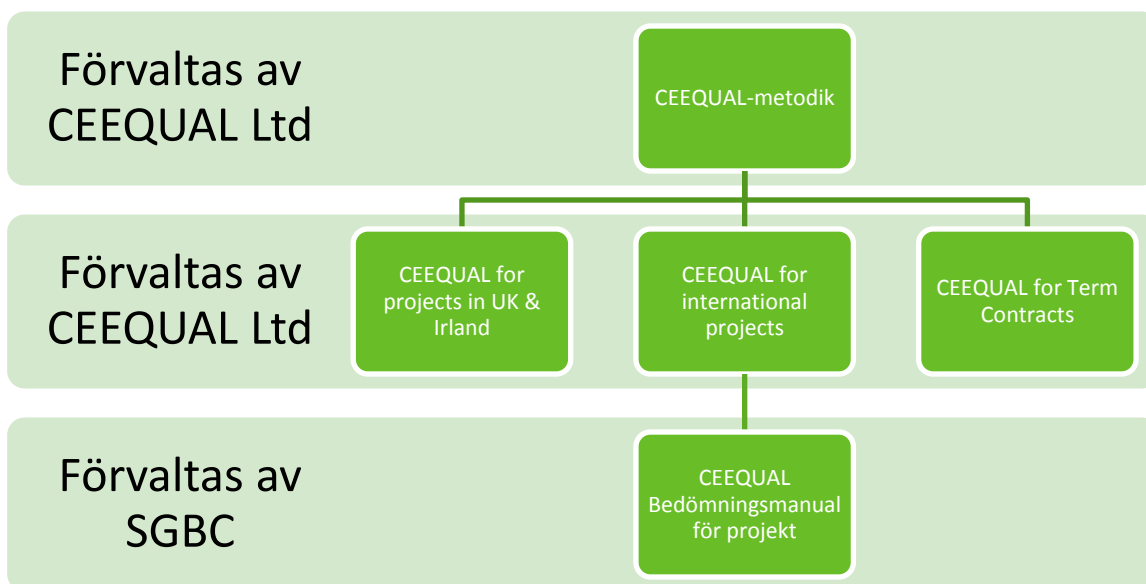 Förvaltas av
CEEQUAL Ltd
CEEQUAL-metodik
Förvaltas av
CEEQUAL Ltd
CEEQUAL for
projects in UK &
Irland
CEEQUAL for
international
projects
CEEQUAL for Term
Contracts
Förvaltas av
SGBC
CEEQUAL
Bedömningsmanual
för projekt